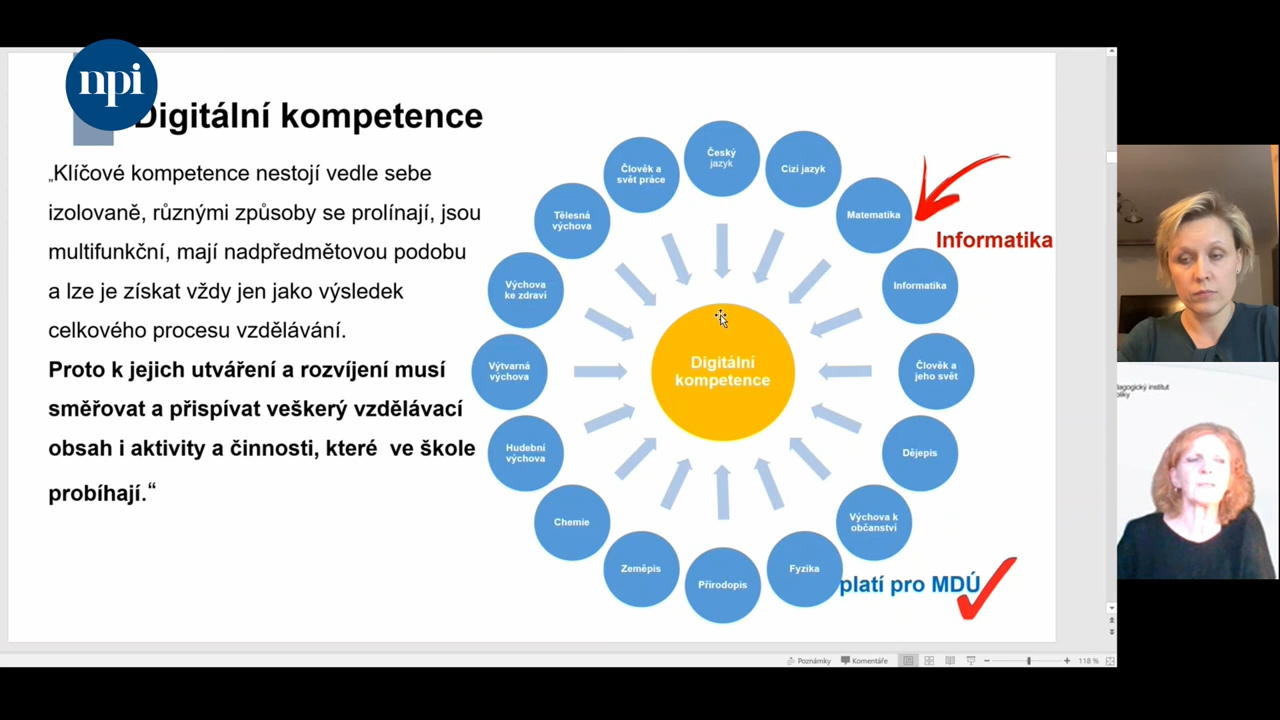 npi
Digitální kompetence
„Klíčové kompetence nestojí vedle sebe
izolovaně, různými způsoby se prolínají, jsou
multifunkční, mají nadpředmětovou podobu
a lze je získat vždy jen jako výsledek
celkového procesu vzdělávání.
Proto k jejich utváření a rozvíjení musí
směřovat a přispívat veškerý vzdělávací
obsah i aktivity a činnosti, které ve škole
probíhají.“
Český
jazyk
Cizí jazyk
Matematika
Informatika
Informatika
Člověk a
jeho svět
Dějepis
Výchova k
občanství
Fyzika
platí pro MDÚ
Přírodopis
Zeměpis
Chemie
Hudební
výchova
Výtvarná
výchova
Výchova
ke zdraví
Tělesná
výchova
Člověk a
svět práce
Digitální
kompetence
dagogický institut
Poznámky
Komentáře
118 %